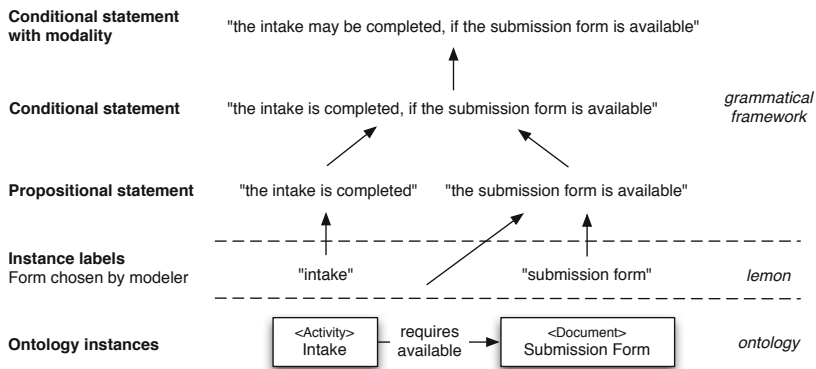 Conditional statement
with modality
"the intake may be completed, if the submission form is available"
Conditional statement
"the intake is completed, if the submission form is available"
grammatical
framework
Propositional statement
"the intake is completed"
"the submission form is available"
Instance labels
Form chosen by modeler
"intake"
"submission form"
lemon
Ontology instances
<Activity>
Intake
requires
available
<Document>
Submission Form
ontology